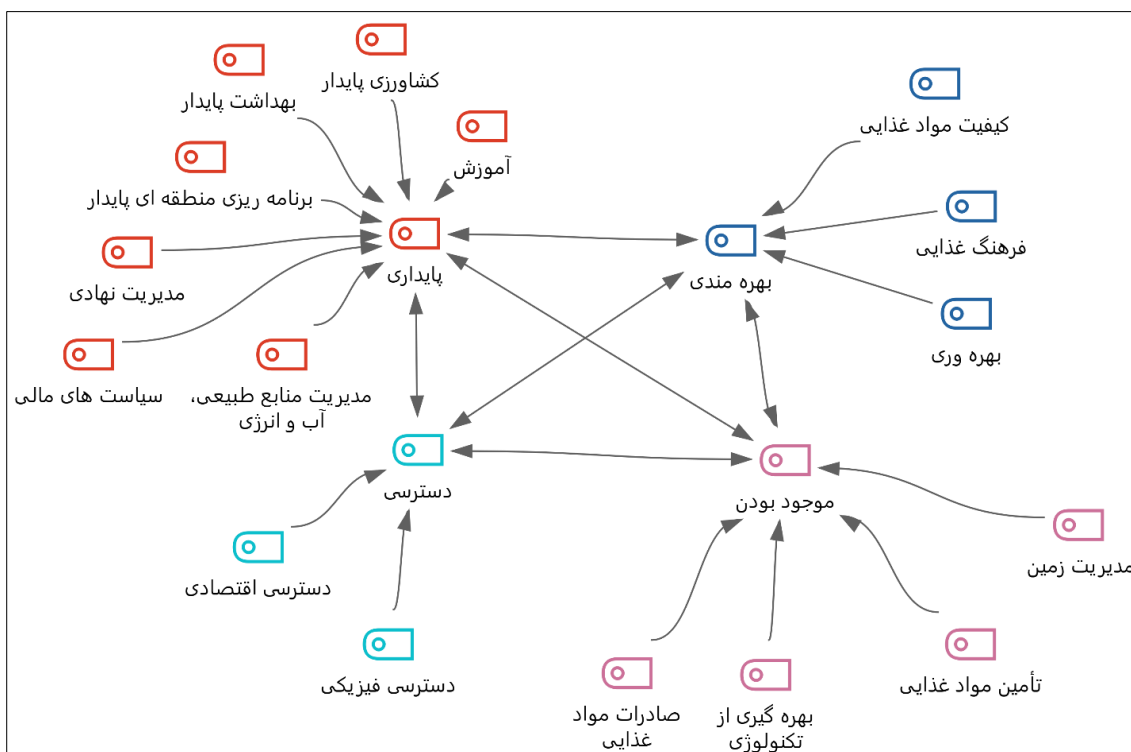 کشاورزی پایدار
بهداشت پایدار
آموزش
کیفیت مواد غذایی
برنامه ریزی منطقه ای پایدار
فرهنگ غذایی
پایداری
بهره مندی
مدیریت نهادی
بهره وری
مدیریت منابع طبیعی،
آب و انرژی
سیاست های مالی
دسترسی
موجود بودن
مدیریت زمین
دسترسی اقتصادی
دسترسی فیزیکی
تأمین مواد غذایی
بهره گیری از
تکنولوژی
صادرات مواد
غذایی